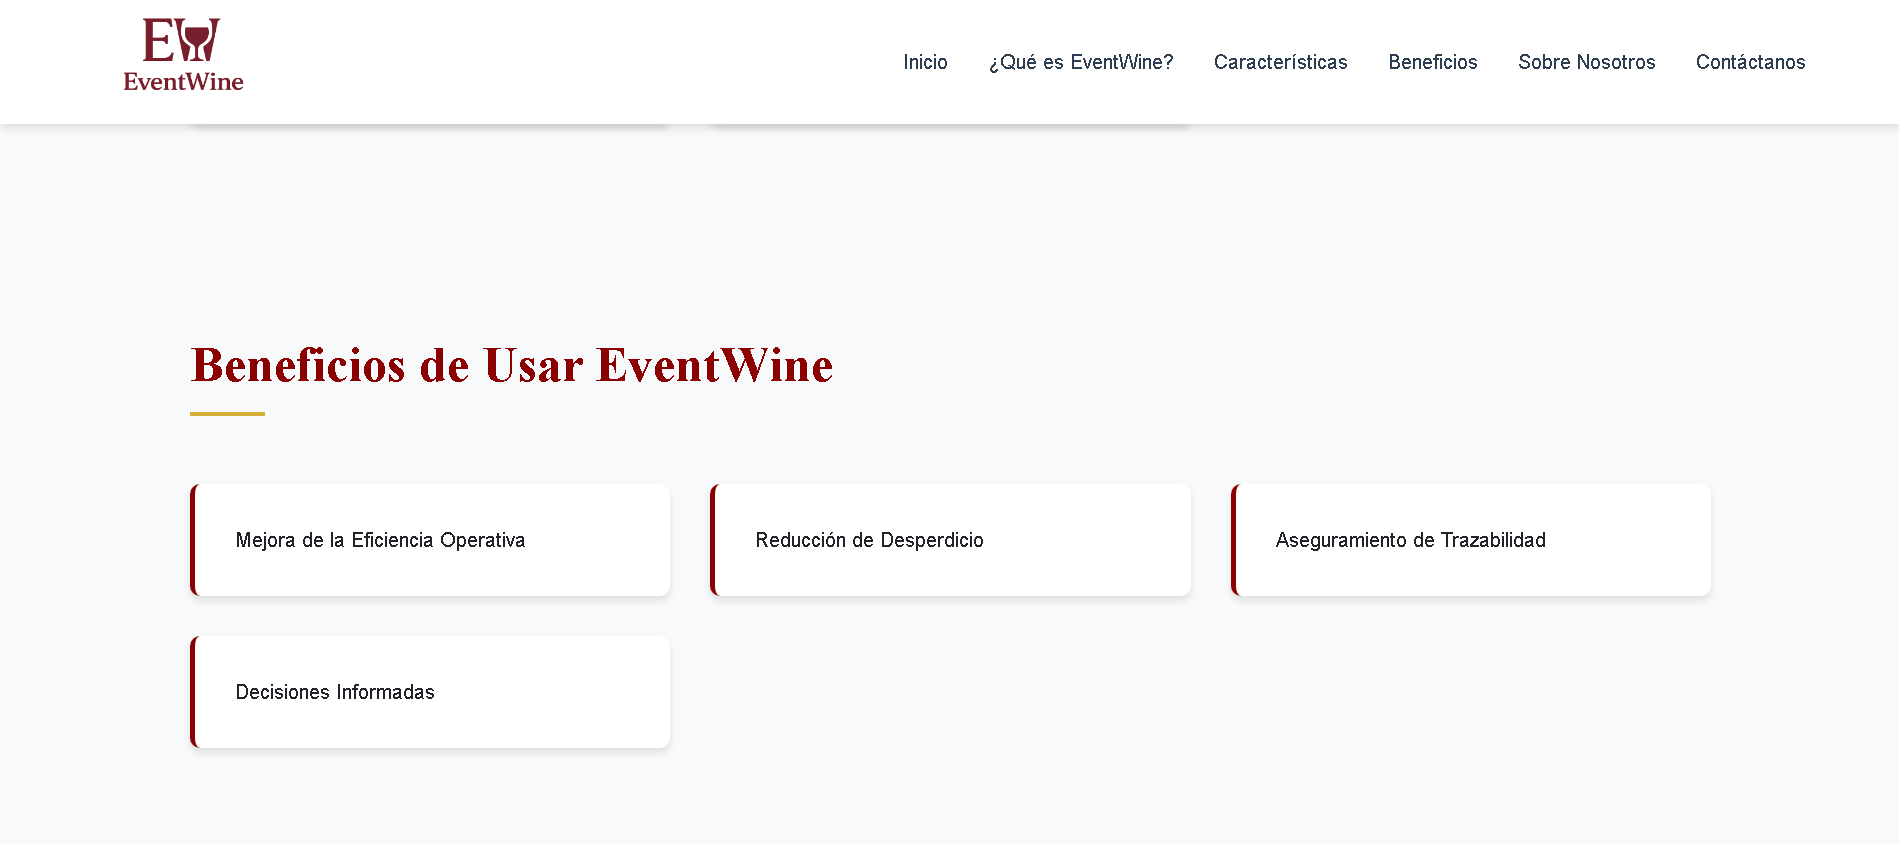 EW
EventWine
Inicio ¿Qué es EventWine? Características Beneficios Sobre Nosotros Contáctanos
Beneficios de Usar EventWine
Mejora de la Eficiencia Operativa
Reducción de Desperdicio
Aseguramiento de Trazabilidad
Decisiones Informadas